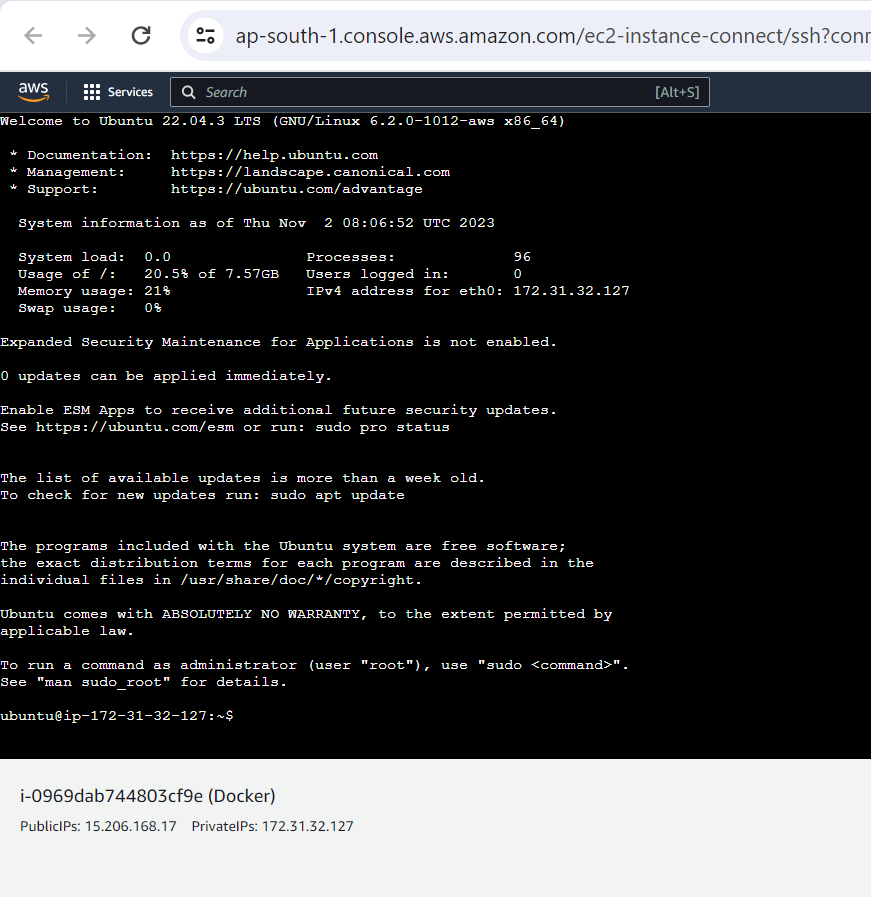 ap-south-1.console.aws.amazon.com/ec2-instance-connect/ssh?conr
aws Services Search [Alt+S]
Welcome to Ubuntu 22.04.3 LTS (GNU/Linux 6.2.0-1012-aws x86_64)
* Documentation: https://help.ubuntu.com
* Management: https://landscape.canonical.com
* Support: https://ubuntu.com/advantage
System information as of Thu Nov 2 08:06:52 UTC 2023
System load: 0.0 Processes: 96
Usage of /: 20.5% of 7.57GB Users logged in: 0
Memory usage: 21% IPv4 address for eth0: 172.31.32.127
Swap usage: 0%
Expanded Security Maintenance for Applications is not enabled.
0 updates can be applied immediately.
Enable ESM Apps to receive additional future security updates.
See https://ubuntu.com/esm or run: sudo pro status
The list of available updates is more than a week old.
To check for new updates run: sudo apt update
The programs included with the Ubuntu system are free software;
the exact distribution terms for each program are described in the
individual files in /usr/share/doc/*/copyright.
Ubuntu comes with ABSOLUTELY NO WARRANTY, to the extent permitted by
applicable law.
To run a command as administrator (user "root"), use "sudo <command>".
See "man sudo_root" for details.
ubuntu@ip-172-31-32-127:~$
i-0969dab744803cf9e (Docker)
PublicIPs: 15.206.168.17 PrivateIPs: 172.31.32.127